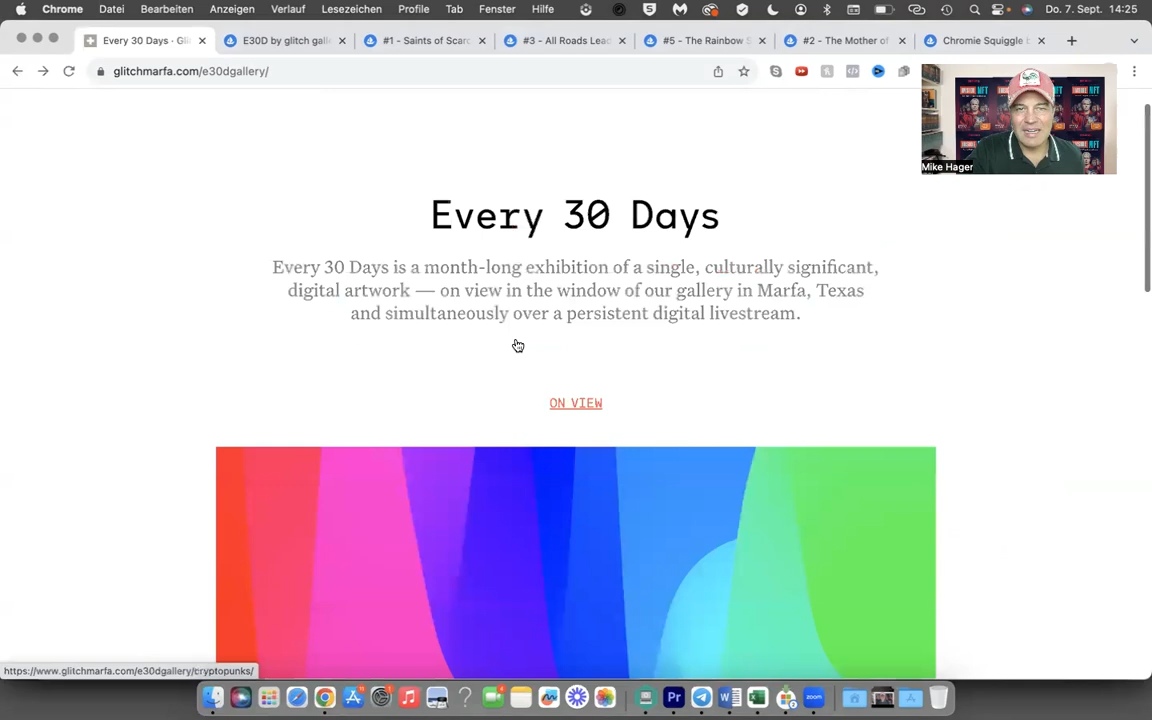 Chrome Datei Bearbeiten Anzeigen Verlauf Lesezeichen Profile Tab Fenster Hilfe Do. 7. Sept. 14:25
Every 30 Days · Gli E30D by glitch gall #1 - Saints of Scarc #3 - All Roads Lead #5 - The Rainbow S #2 - The Mother of Chromie Squiggle b
glitchmarfa.com/e30dgallery/
Mike Hager
Every 30 Days
Every 30 Days is a month-long exhibition of a single, culturally significant,
digital artwork — on view in the window of our gallery in Marfa, Texas
and simultaneously over a persistent digital livestream.
ON VIEW
https://www.glitchmarfa.com/e30dgallery/cryptopunks/